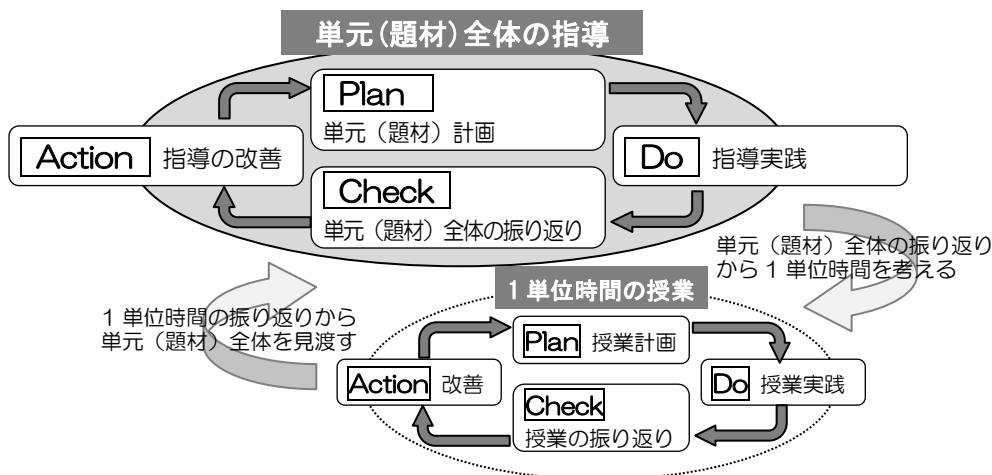 単元(題材)全体の指導
Plan
単元(題材)計画
Action 指導の改善
Do 指導実践
Check
単元(題材)全体の振り返り
単元(題材)全体の振り返り
から1単位時間を考える
1単位時間の授業
1単位時間の振り返りから
単元(題材)全体を見渡す
Plan 授業計画
Action 改善
Do 授業実践
Check
授業の振り返り